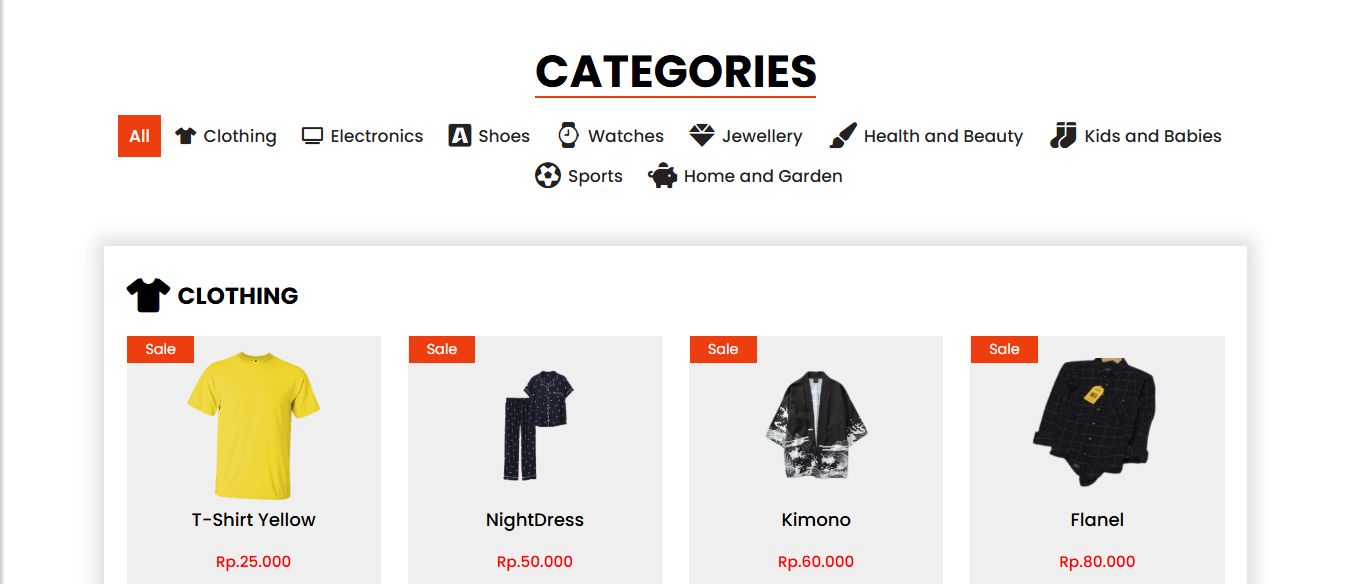 CATEGORIES
All Clothing Electronics Shoes Watches Jewellery Health and Beauty Kids and Babies
Sports Home and Garden
CLOTHING
Sale Sale Sale Sale
T-Shirt Yellow NightDress Kimono Flanel
Rp.25.000 Rp.50.000 Rp.60.000 Rp.80.000